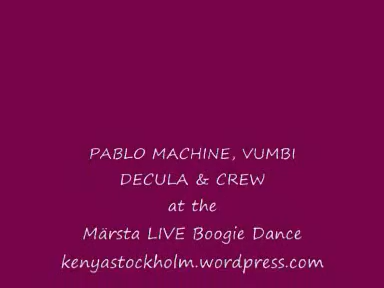 PABLO MACHINE, VUMBI
DECULA & CREW
at the
Märsta LIVE Boogie Dance
kenyastockholm.wordpress.com